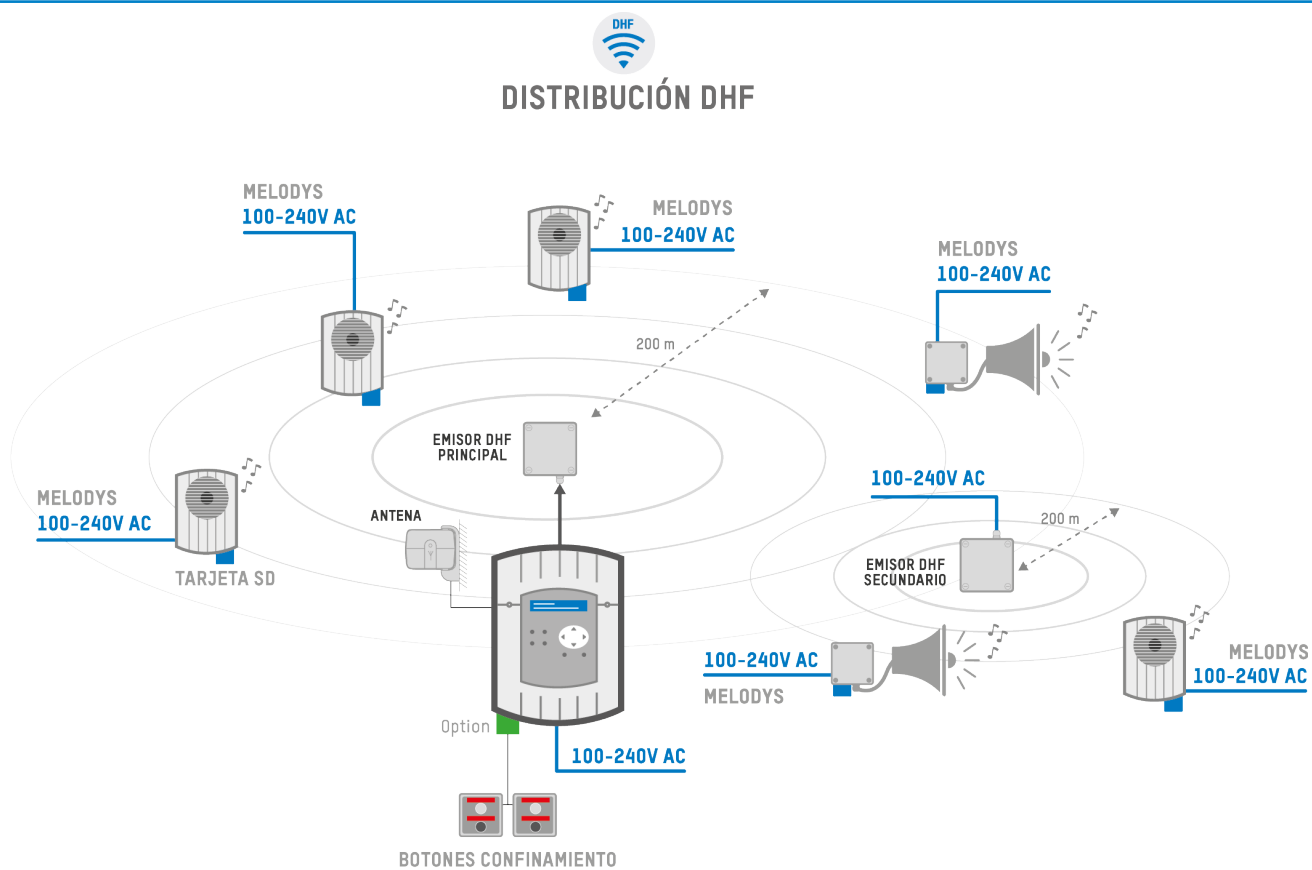 DHF
DISTRIBUCIÓN DHF
MELODYS
100-240V AC
MELODYS
100-240V AC
MELODYS
100-240V AC
200 m
EMISOR DHF
PRINCIPAL
MELODYS
100-240V AC
TARJETA SD
ANTENA
100-240V AC
200 m
EMISOR DHF
SECUNDARIO
100-240V AC
MELODYS
MELODYS
100-240V AC
Option
100-240V AC
BOTONES CONFINAMIENTO